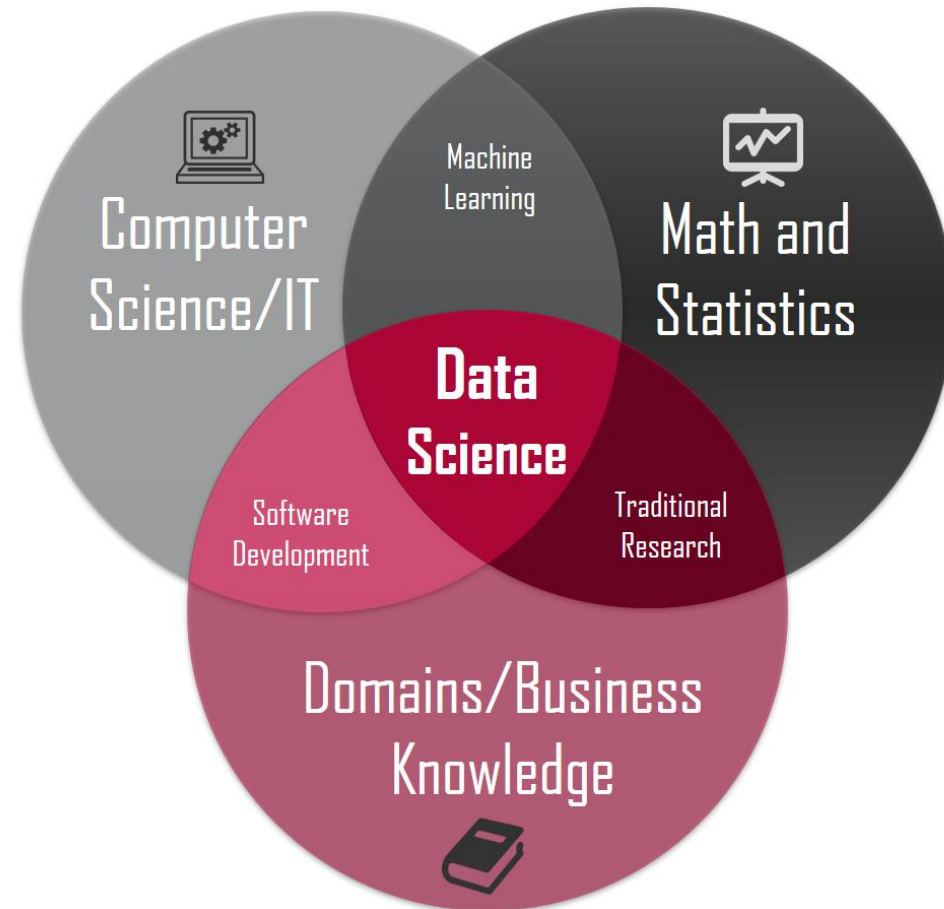 Machine
Learning
Computer
Science/IT
Math and
Statistics
Data
Science
Software
Development
Traditional
Research
Domains/Business
Knowledge